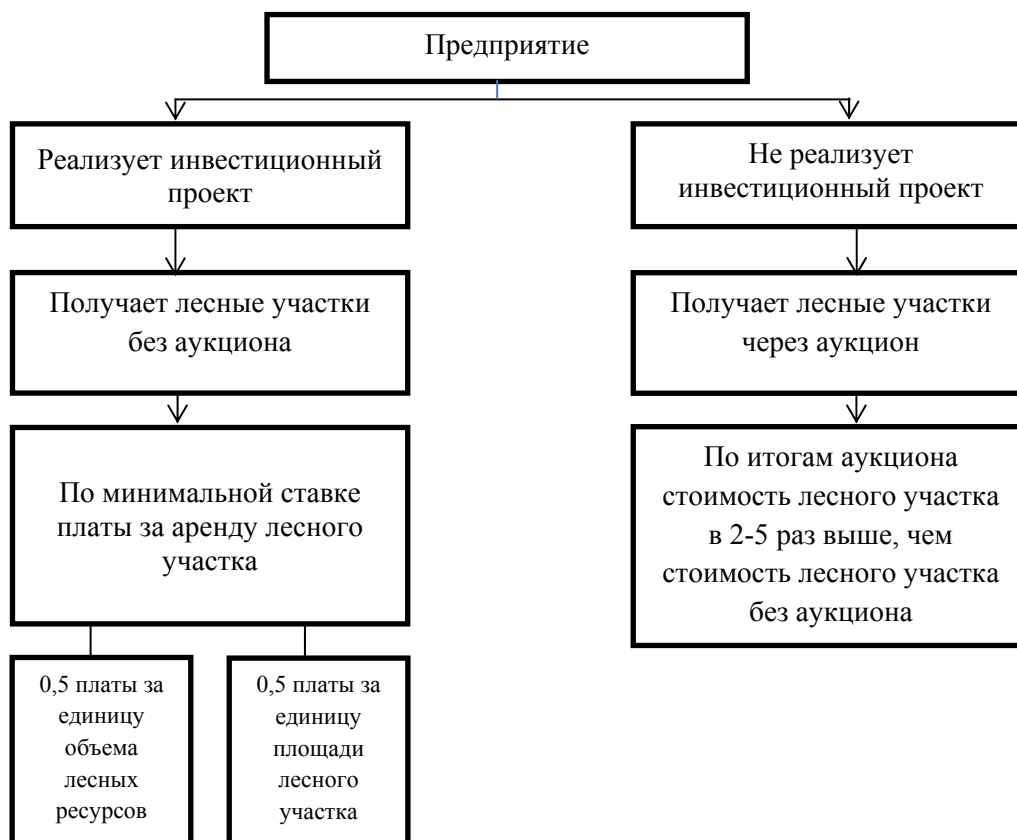 Предприятие
Реализует инвестиционный
проект
Не реализует
инвестиционный проект
Получает лесные участки
без аукциона
Получает лесные участки
через аукцион
По минимальной ставке
платы за аренду лесного
участка
По итогам аукциона
стоимость лесного участка
в 2-5 раз выше, чем
стоимость лесного участка
без аукциона
0,5 платы за
единицу
объема
лесных
ресурсов
0,5 платы за
единицу
площади
лесного
участка